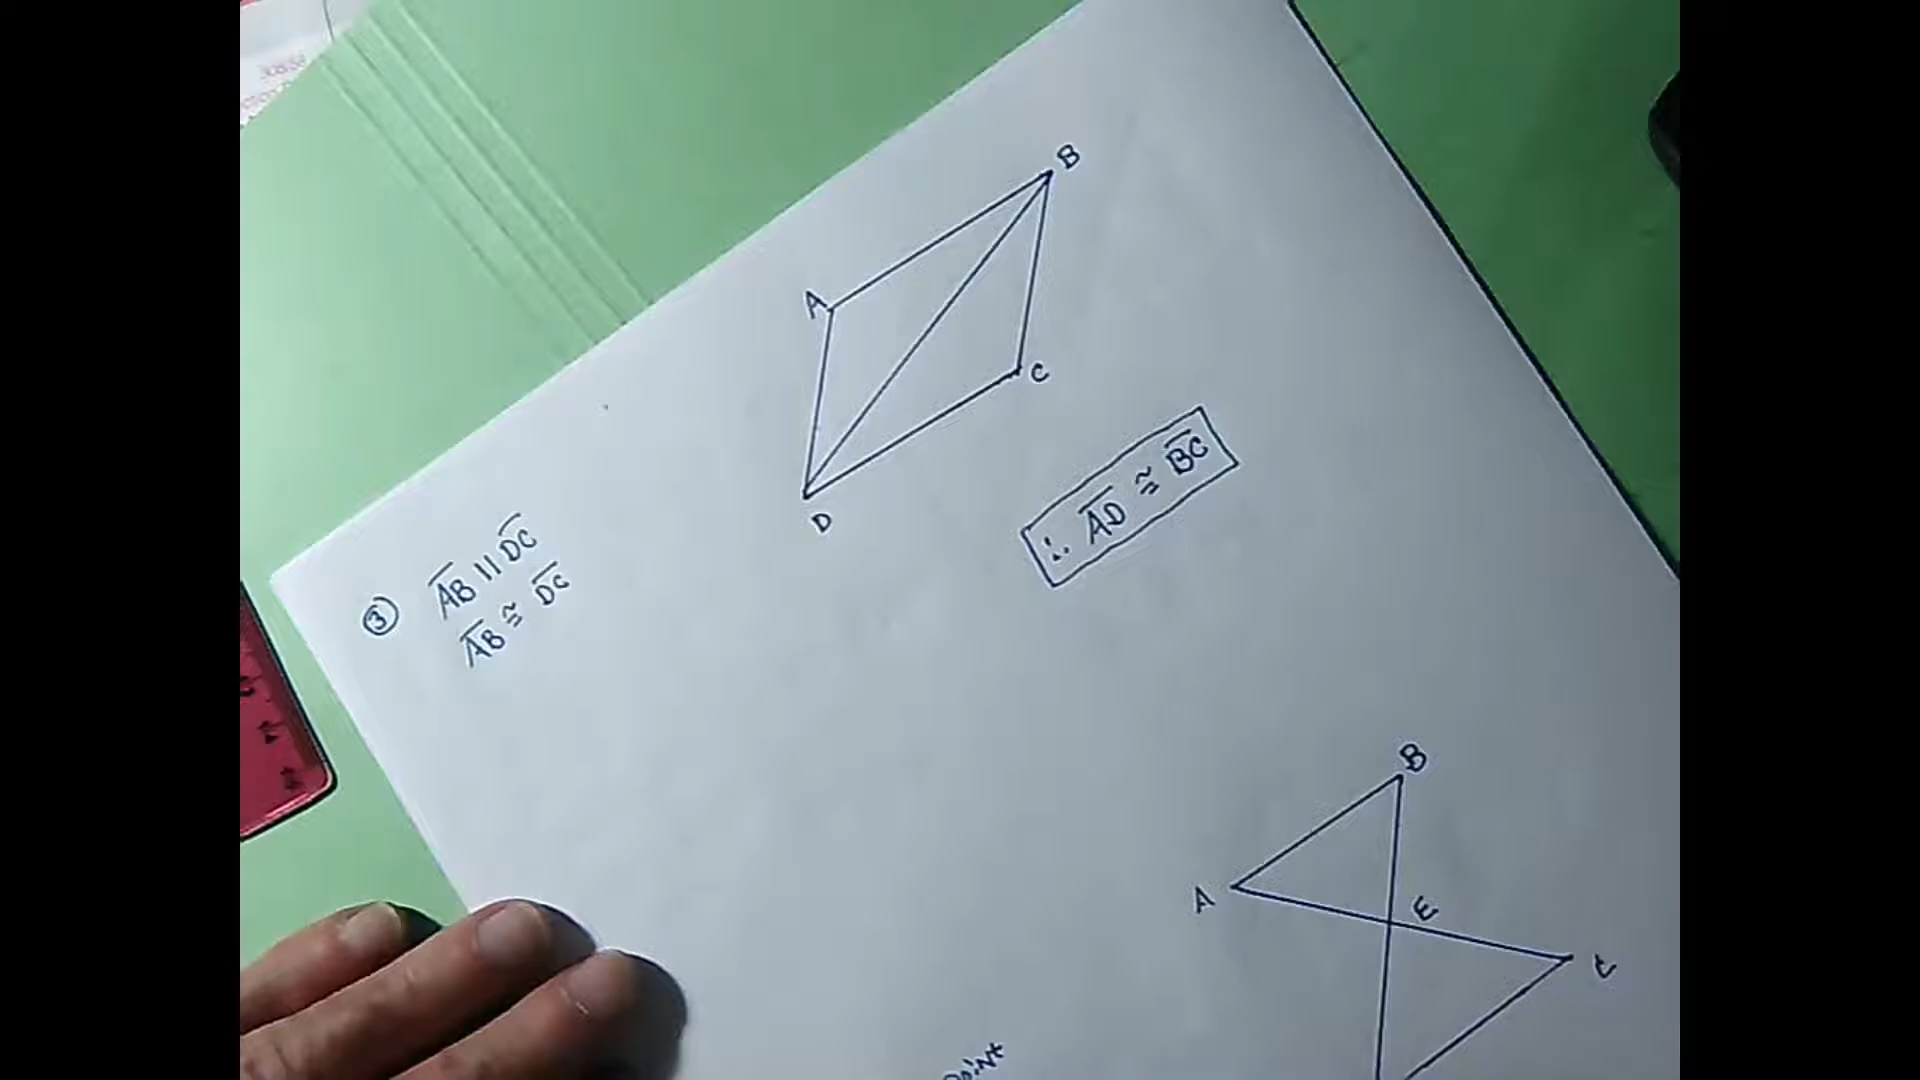 B
A
C
D
③ AB || DC
AB ≅ DC
∴ AD ≅ BC
B
A
E
C